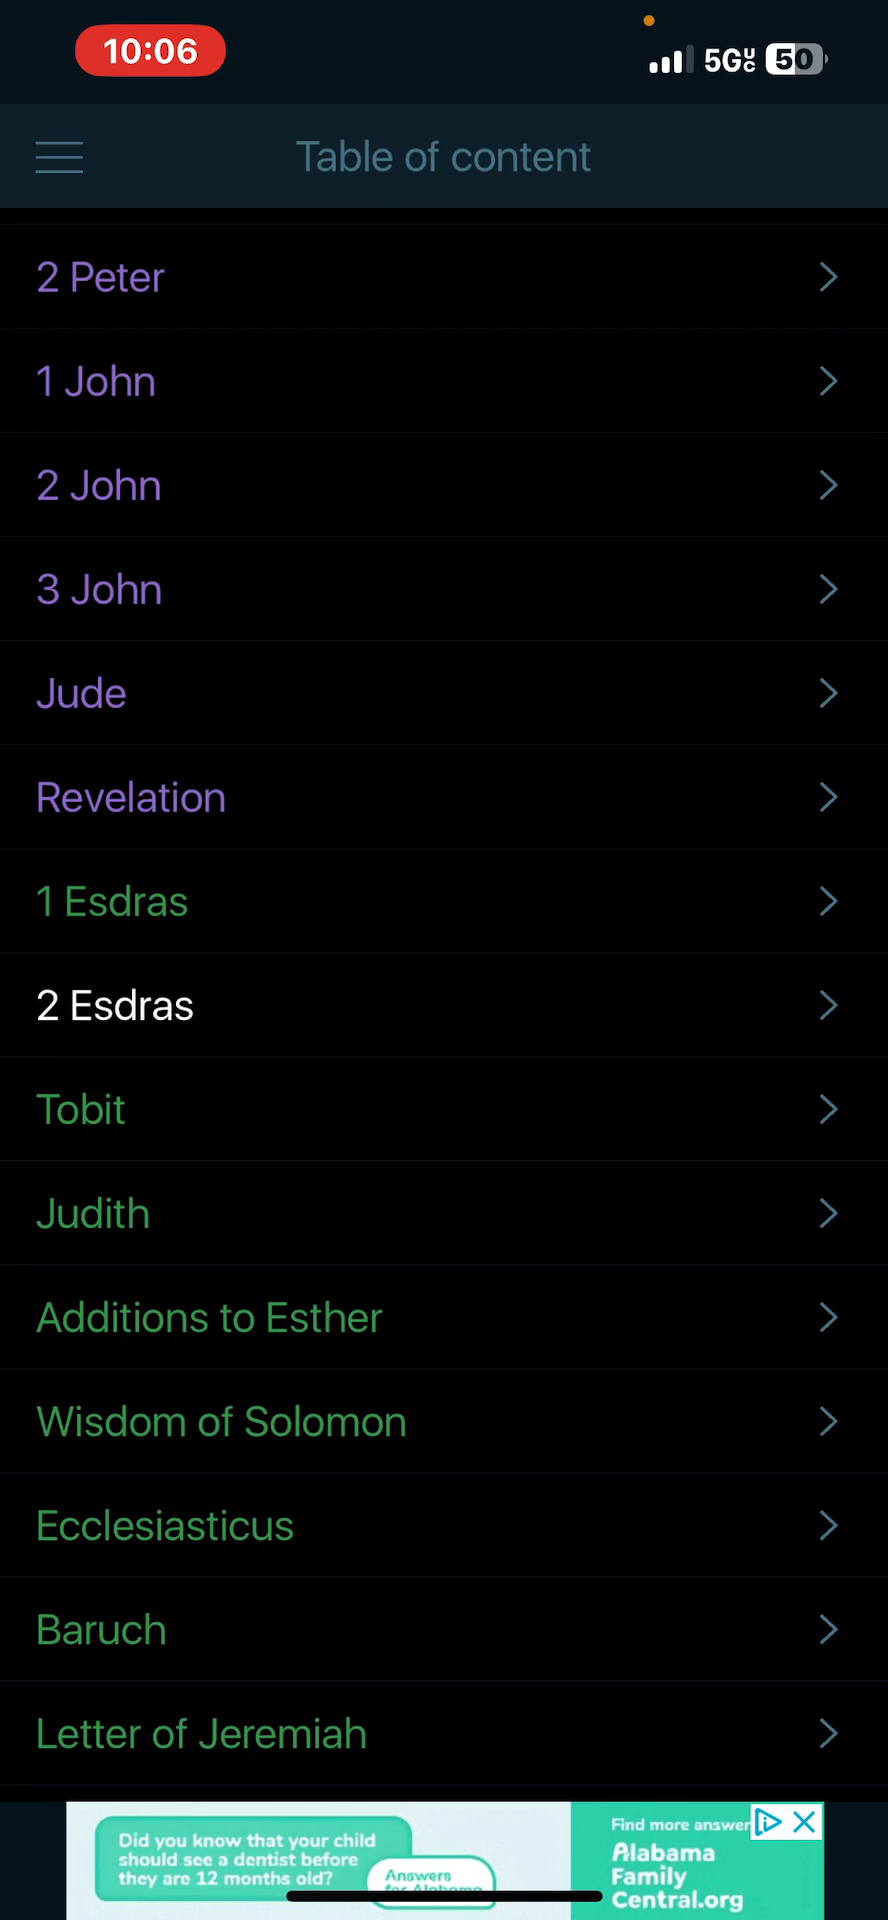 10:06
5G UC 50
Table of content
2 Peter
1 John
2 John
3 John
Jude
Revelation
1 Esdras
2 Esdras
Tobit
Judith
Additions to Esther
Wisdom of Solomon
Ecclesiasticus
Baruch
Letter of Jeremiah
Did you know that your child
should see a dentist before
they are 12 months old?
Answers
for Alabama
Find more answer
Alabama
Family
Central.org